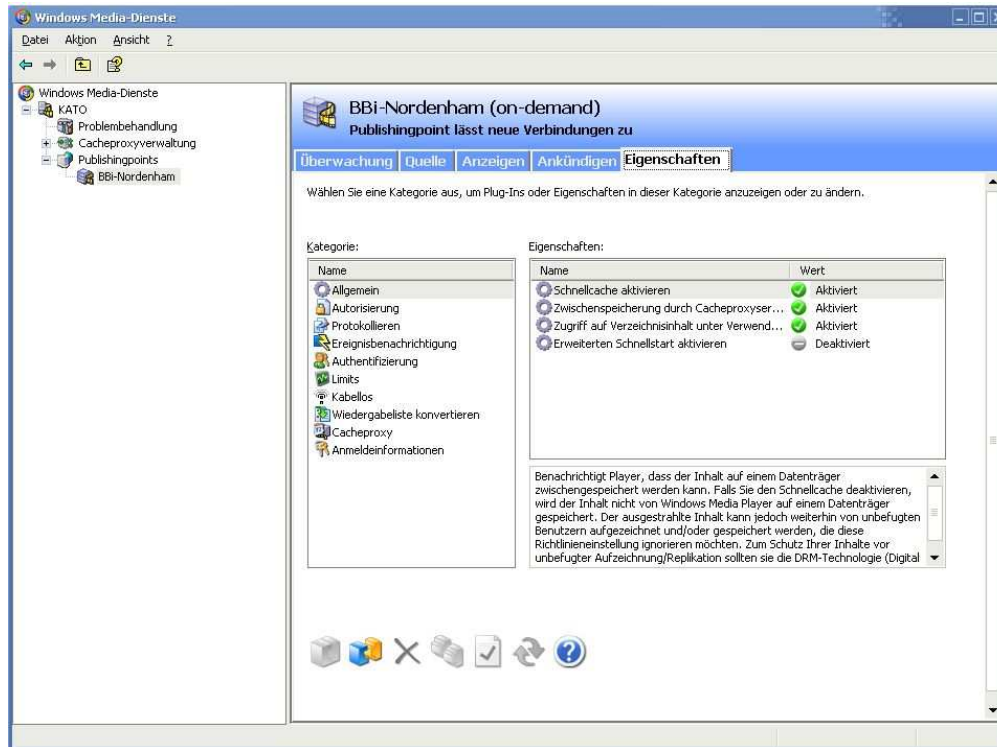 Windows Media-Dienste
Datei Aktion Ansicht ?
Windows Media-Dienste
KATO
Problembehandlung
Cacheproxyverwaltung
Publishingpoints
BBi-Nordenham
BBi-Nordenham (on-demand)
Publishingpoint lässt neue Verbindungen zu
Überwachung Quelle Anzeigen Ankündigen Eigenschaften
Wählen Sie eine Kategorie aus, um Plug-Ins oder Eigenschaften in dieser Kategorie anzuzeigen oder zu ändern.
Kategorie:
Name
Allgemein
Autorisierung
Protokollieren
Ereignisbenachrichtigung
Authentifizierung
Limits
Kabellos
Wiedergabeliste konvertieren
Cacheproxy
Anmeldeinformationen
Eigenschaften:
Name Wert
Schnellcache aktivieren Aktiviert
Zwischenspeicherung durch Cacheproxyser... Aktiviert
Zugriff auf Verzeichnisinhalt unter Verwend... Aktiviert
Erweiterten Schnellstart aktivieren Deaktiviert
Benachrichtigt Player, dass der Inhalt auf einem Datenträger
zwischengespeichert werden kann. Falls Sie den Schnellcache deaktivieren,
wird der Inhalt nicht von Windows Media Player auf einem Datenträger
gespeichert. Der ausgestrahlte Inhalt kann jedoch weiterhin von unbefugten
Benutzern aufgezeichnet und/oder gespeichert werden, die diese
Richtlinieneinstellung ignorieren möchten. Zum Schutz Ihrer Inhalte vor
unbefugter Aufzeichnung/Replikation sollten sie die DRM-Technologie (Digital